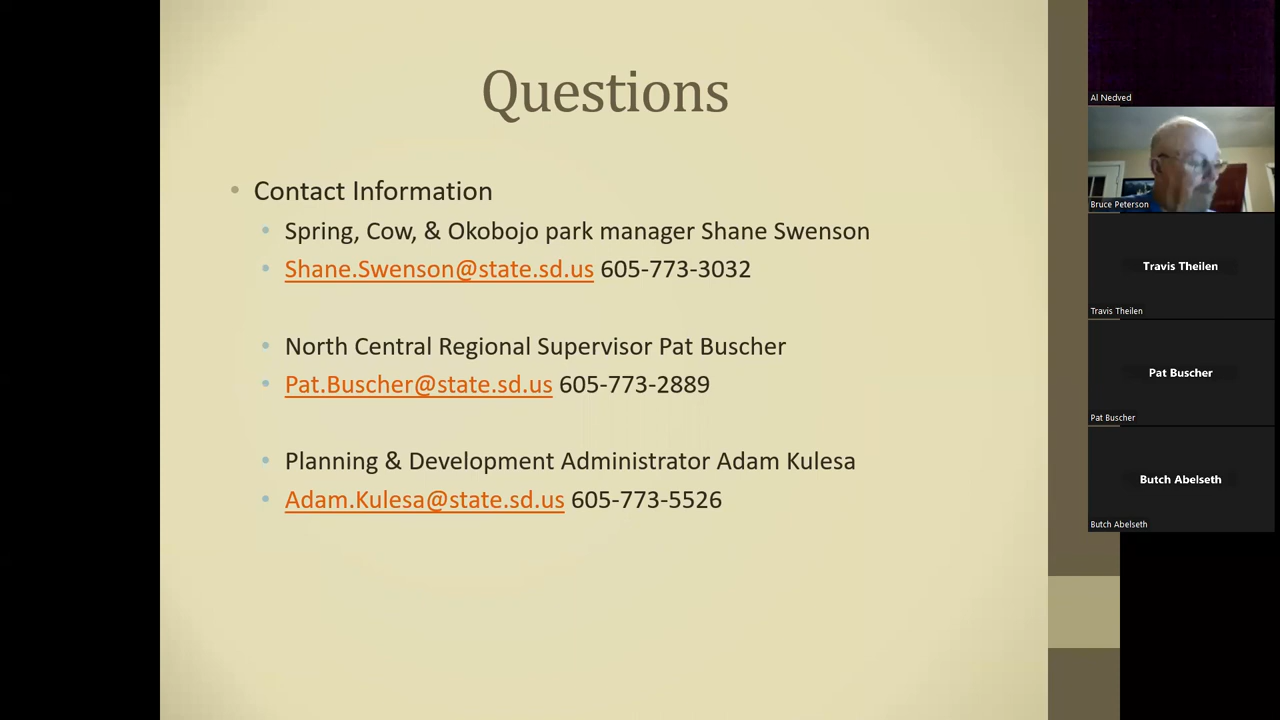 Questions
Contact Information
Spring, Cow, & Okobojo park manager Shane Swenson
Shane.Swenson@state.sd.us 605-773-3032
North Central Regional Supervisor Pat Buscher
Pat.Buscher@state.sd.us 605-773-2889
Planning & Development Administrator Adam Kulesa
Adam.Kulesa@state.sd.us 605-773-5526
Al Nedved
Bruce Peterson
Travis Theilen
Travis Theilen
Pat Buscher
Pat Buscher
Butch Abelseth
Butch Abelseth